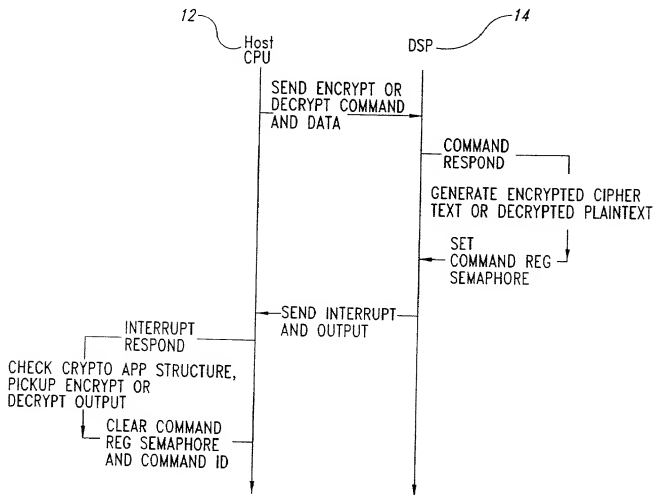 12
14
Host
CPU
DSP
SEND ENCRYPT OR
DECRYPT COMMAND
AND DATA
COMMAND
RESPOND
GENERATE ENCRYPTED CIPHER
TEXT OR DECRYPTED PLAINTEXT
SET
COMMAND REG
SEMAPHORE
SEND INTERRUPT
AND OUTPUT
INTERRUPT
RESPOND
CHECK CRYPTO APP STRUCTURE,
PICKUP ENCRYPT OR
DECRYPT OUTPUT
CLEAR COMMAND
REG SEMAPHORE
AND COMMAND ID